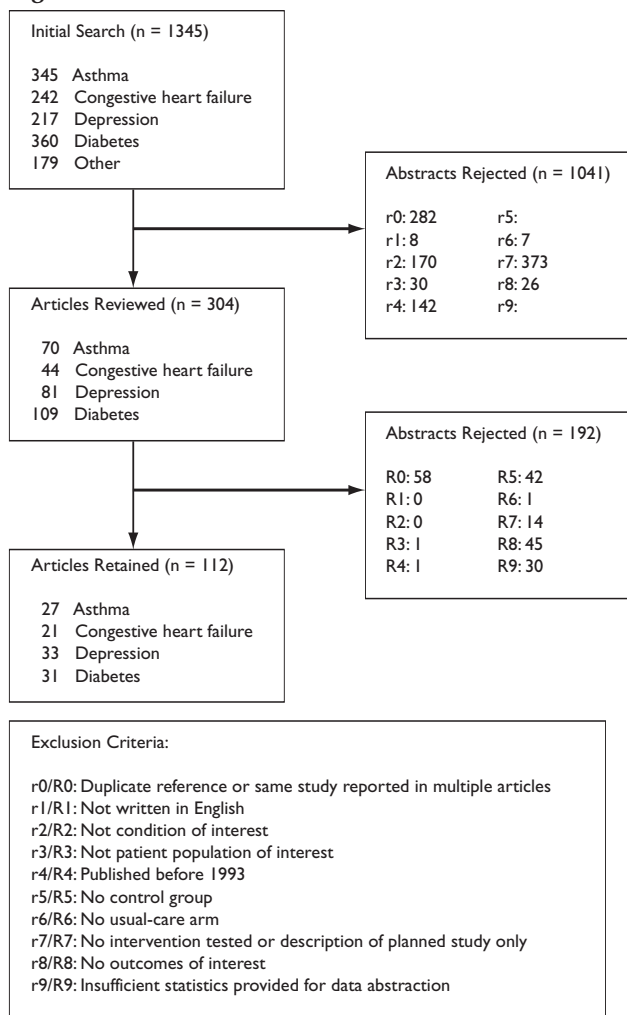 Initial Search (n = 1345)
345 Asthma
242 Congestive heart failure
217 Depression
360 Diabetes
179 Other
Abstracts Rejected (n = 1041)
r0: 282 r5:
r1: 8 r6: 7
r2: 170 r7: 373
r3: 30 r8: 26
r4: 142 r9:
Articles Reviewed (n = 304)
70 Asthma
44 Congestive heart failure
81 Depression
109 Diabetes
Abstracts Rejected (n = 192)
R0: 58 R5: 42
R1: 0 R6: 1
R2: 0 R7: 14
R3: 1 R8: 45
R4: 1 R9: 30
Articles Retained (n = 112)
27 Asthma
21 Congestive heart failure
33 Depression
31 Diabetes
Exclusion Criteria:
r0/R0: Duplicate reference or same study reported in multiple articles
r1/R1: Not written in English
r2/R2: Not condition of interest
r3/R3: Not patient population of interest
r4/R4: Published before 1993
r5/R5: No control group
r6/R6: No usual-care arm
r7/R7: No intervention tested or description of planned study only
r8/R8: No outcomes of interest
r9/R9: Insufficient statistics provided for data abstraction